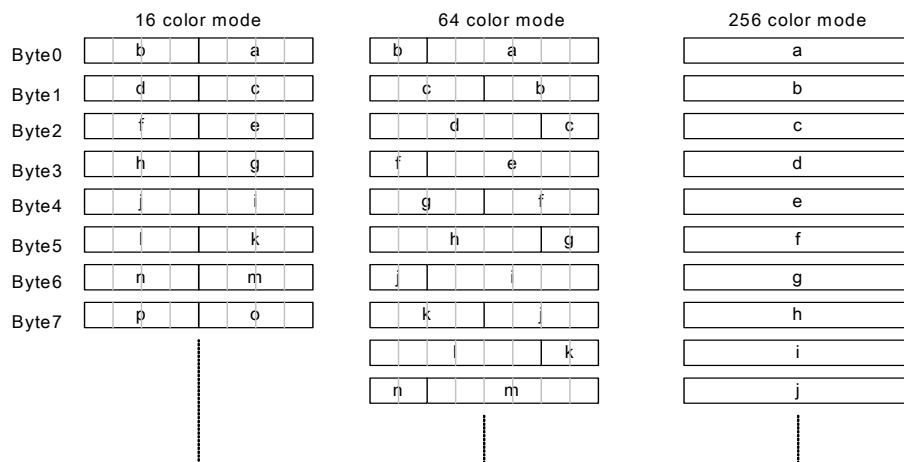 16 color mode 64 color mode 256 color mode
Byte0 b a b a a
Byte1 d c c b b
Byte2 f e d c c
Byte3 h g f e d
Byte4 j i g f e
Byte5 l k h g f
Byte6 n m j i g
Byte7 p o k j h
l k i
n m j